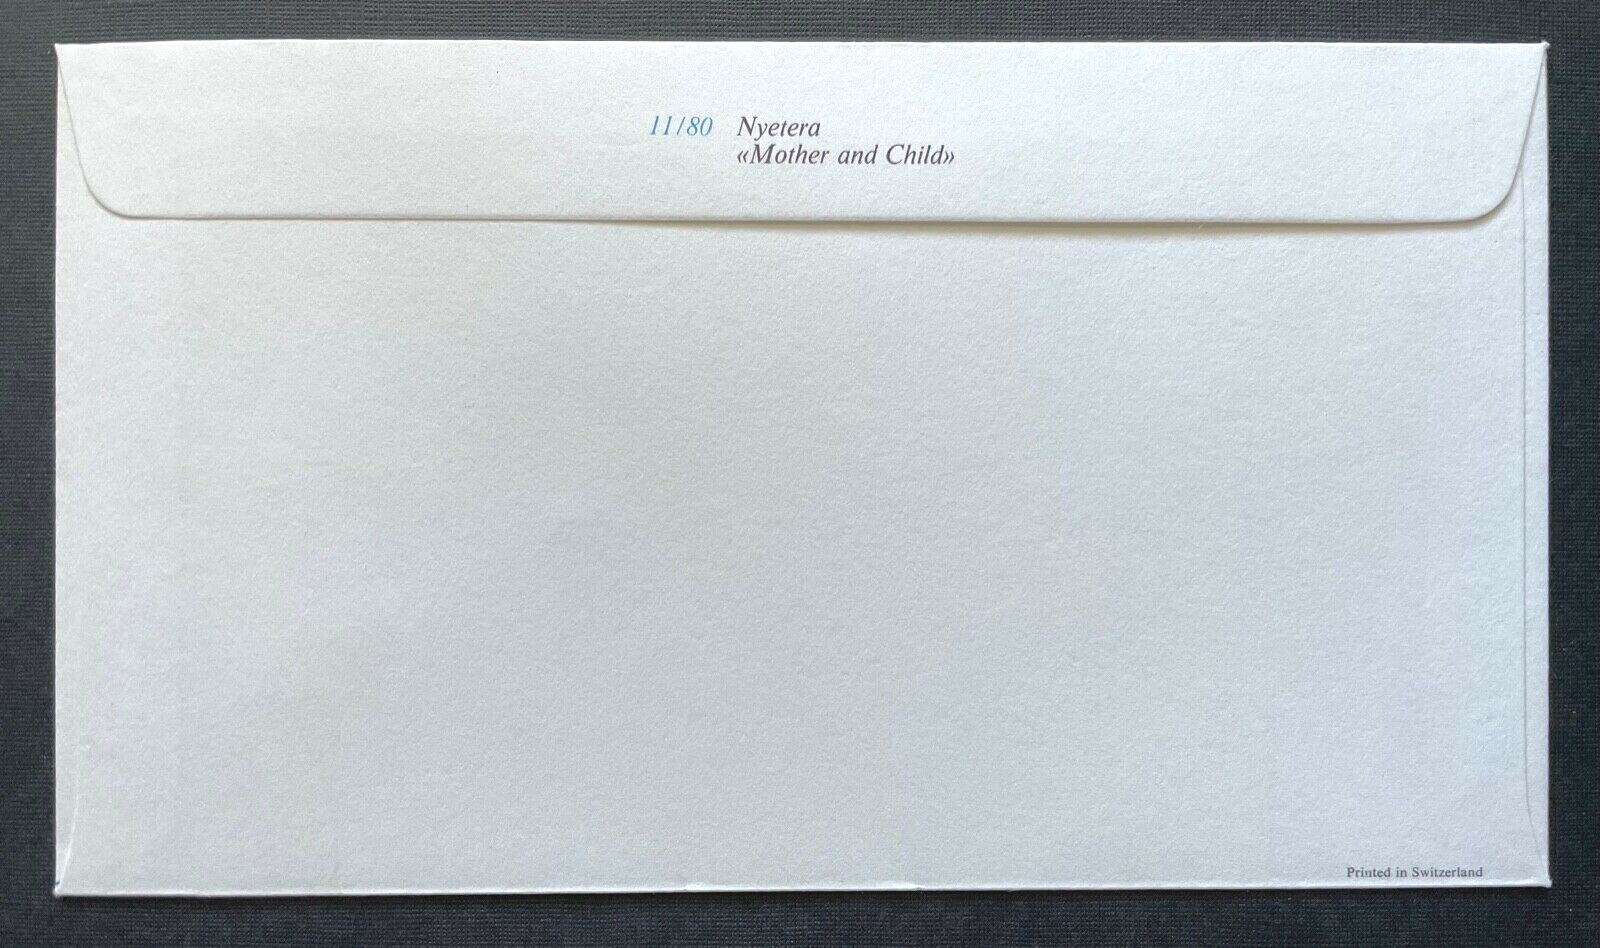 11/80 Nyetera
«Mother and Child»
Printed in Switzerland